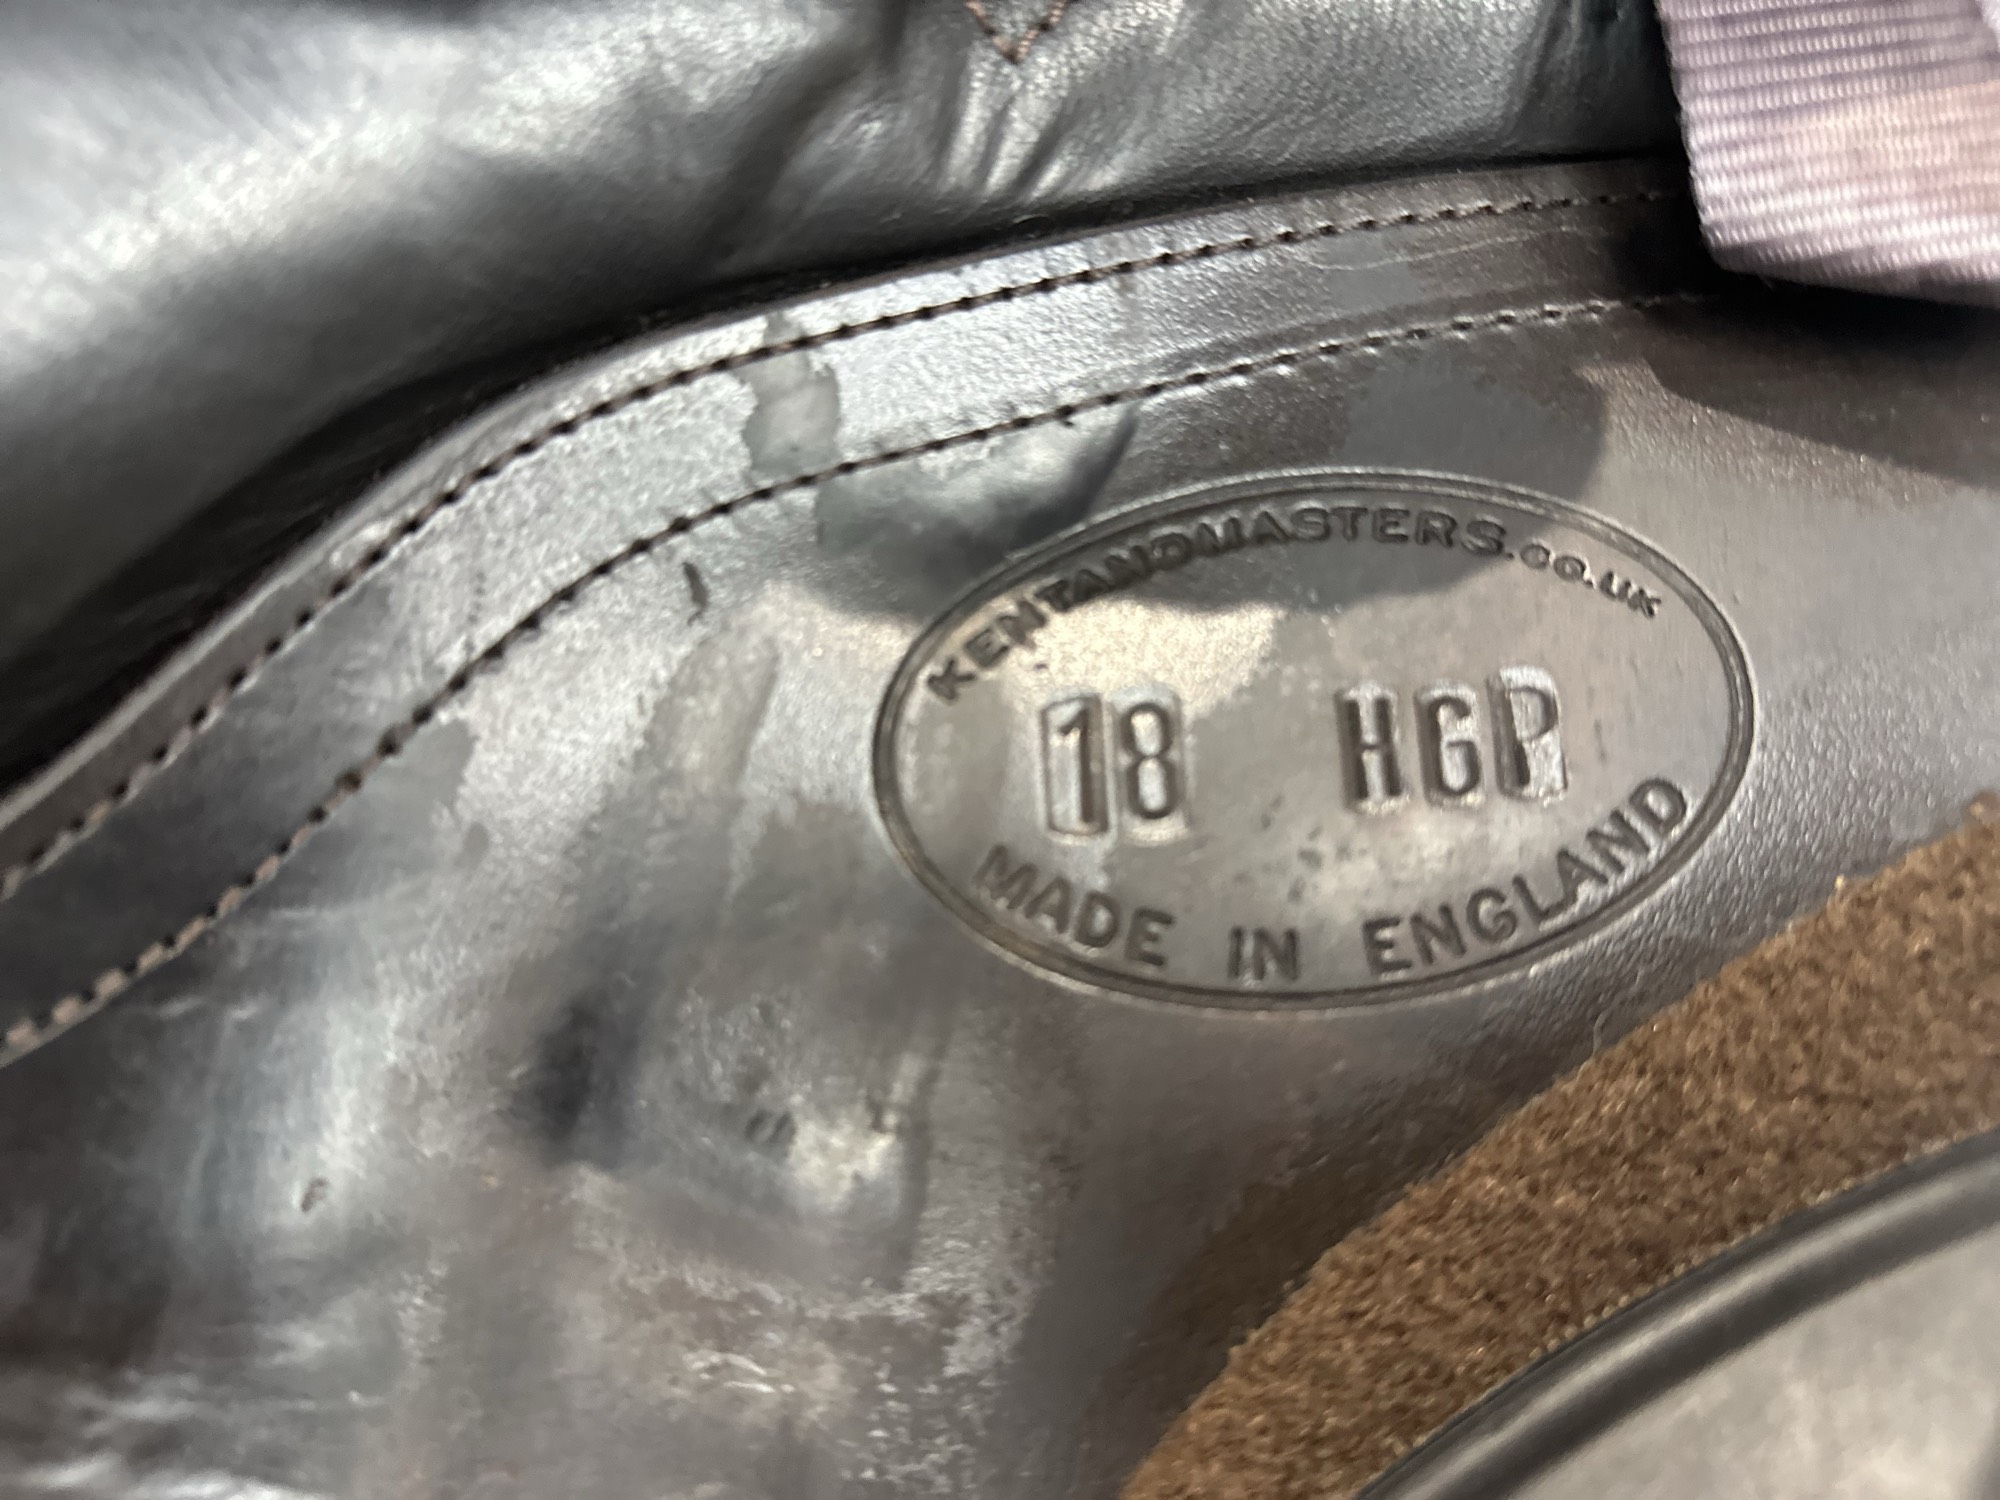 KENTANDMASTERS.CO.UK
18 HGP
MADE IN ENGLAND